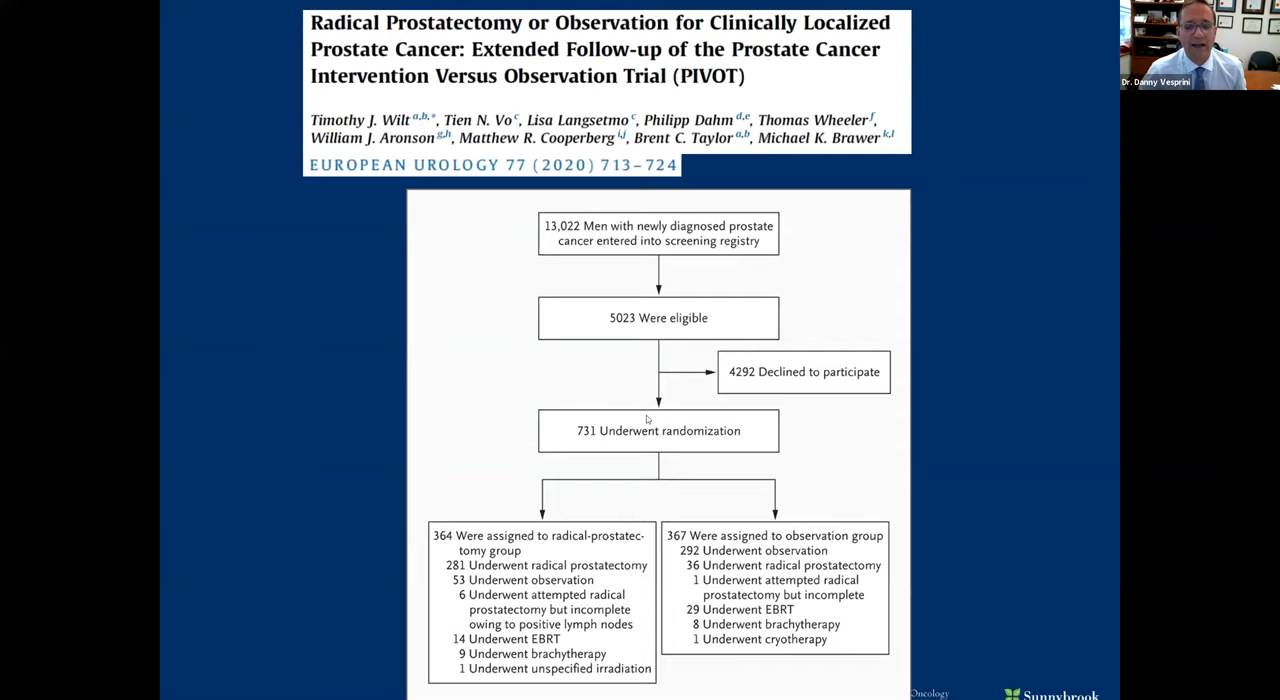 Radical Prostatectomy or Observation for Clinically Localized
Prostate Cancer: Extended Follow-up of the Prostate Cancer
Intervention Versus Observation Trial (PIVOT)
Timothy J. Wilt a,b,*, Tien N. Vo c, Lisa Langsetmo c, Philipp Dahm d,e, Thomas Wheeler f,
William J. Aronson g,h, Matthew R. Cooperberg i,j, Brent C. Taylor a,b, Michael K. Brawer k,l
EUROPEAN UROLOGY 77 (2020) 713–724
Dr. Danny Vesprini
13,022 Men with newly diagnosed prostate
cancer entered into screening registry
5023 Were eligible
4292 Declined to participate
731 Underwent randomization
364 Were assigned to radical-prostatec-
tomy group
281 Underwent radical prostatectomy
53 Underwent observation
6 Underwent attempted radical
prostatectomy but incomplete
owing to positive lymph nodes
14 Underwent EBRT
9 Underwent brachytherapy
1 Underwent unspecified irradiation
367 Were assigned to observation group
292 Underwent observation
36 Underwent radical prostatectomy
1 Underwent attempted radical
prostatectomy but incomplete
29 Underwent EBRT
8 Underwent brachytherapy
1 Underwent cryotherapy
Oncology
Sunnybrook